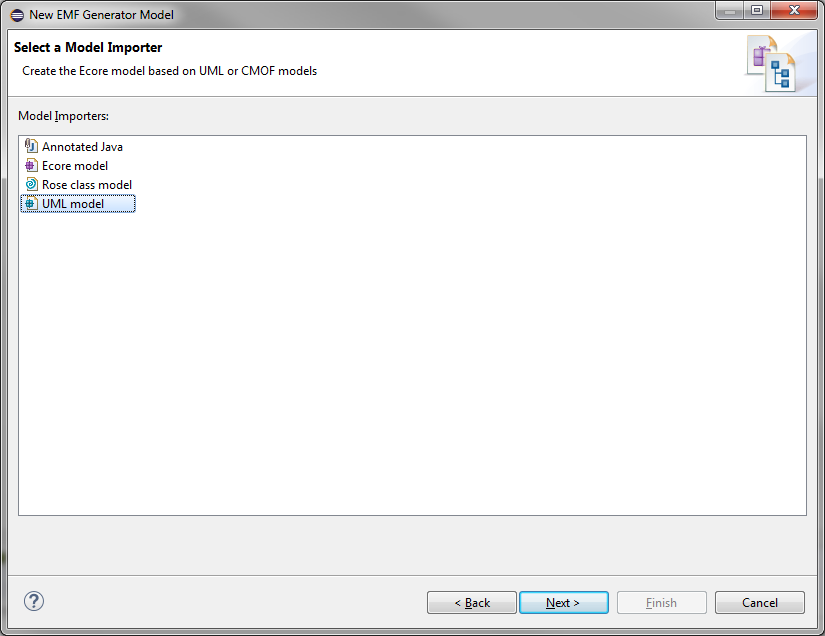 New EMF Generator Model
Select a Model Importer
Create the Ecore model based on UML or CMOF models
Model Importers:
Annotated Java
Ecore model
Rose class model
UML model
< Back
Next >
Finish
Cancel